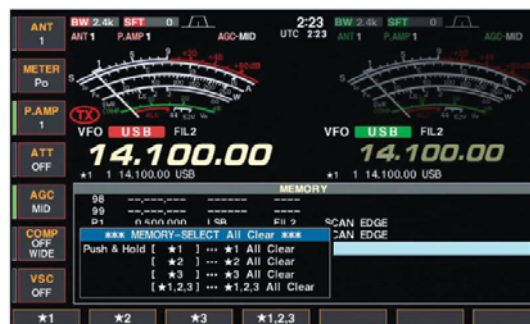 ANT
1
BW 2.4k SFT 0
2:23
BW 2.4k SFT 0
ANT 1 P.AMP 1 AGC-MID
UTC 2:23
ANT 1 P.AMP 1 AGC-MID
METER
Po
P.AMP
1
TX
VFO USB FIL2
VFO USB FIL2
ATT
OFF
14.100.00
14.100.00
★1 1 14.100.00 USB
★1 1 14.100.00 USB
AGC
MID
MEMORY
98 --,---,--- ------ ----
99 --,---,--- ------ ----
P1 0.500.000 LSB FIL2 SCAN EDGE
CAN EDGE
COMP
OFF
WIDE
*** MEMORY-SELECT All Clear ***
Push & Hold [ ★1 ] ••• ★1 All Clear
[ ★2 ] ••• ★2 All Clear
[ ★3 ] ••• ★3 All Clear
[★1,2,3] ••• ★1,2,3 All Clear
VSC
OFF
★1 ★2 ★3 ★1,2,3